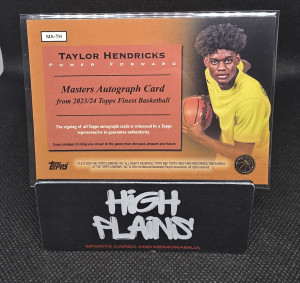 MA-TH
TAYLOR HENDRICKS
POWER FORWARD
Masters Autograph Card
from 2023/24 Topps Finest Basketball
The signing of all Topps autograph cards is witnessed by a Topps
representative to guarantee authenticity.
Topps
HIGH
PLAINS
SPORTS CARDS AND MEMORABILIA